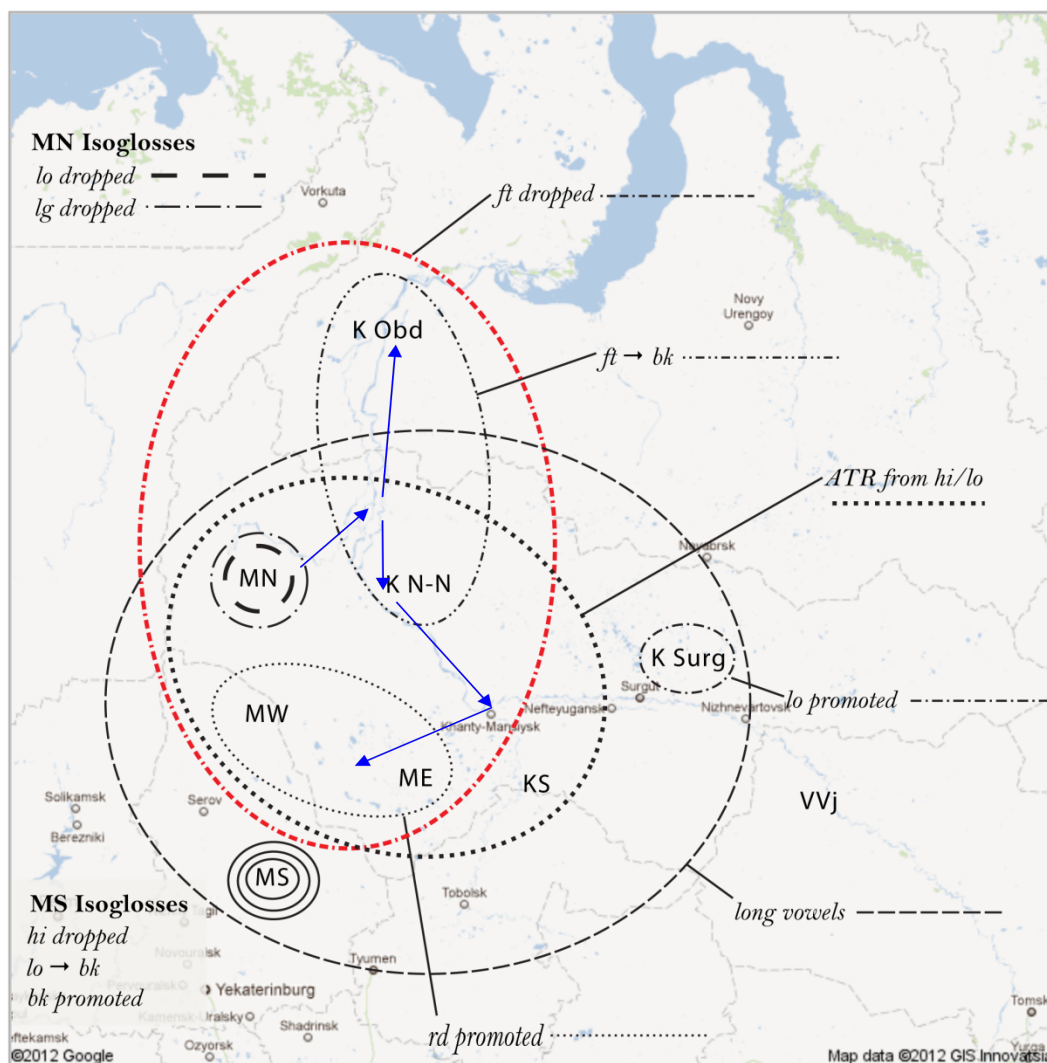 MN Isoglosses
lo dropped
lg dropped
Vorkuta
ft dropped
Novy
Urengoy
K Obd
ft → bk
ATR from hi/lo
MN
K N-N
K Surg
Surgut
lo promoted
Nefteyugansk
Nizhnevartovsk
MW
Khanty-Mansiysk
ME
KS
VVj
Solikamsk
Serov
Berezniki
MS
Tobolsk
long vowels
MS Isoglosses
hi dropped
lo → bk
bk promoted
Tyumen
Yekaterinburg
Shadrinsk
rd promoted
Tomsk
Ozyorsk
©2012 Google
Map data ©2012 GIS Innovatsia